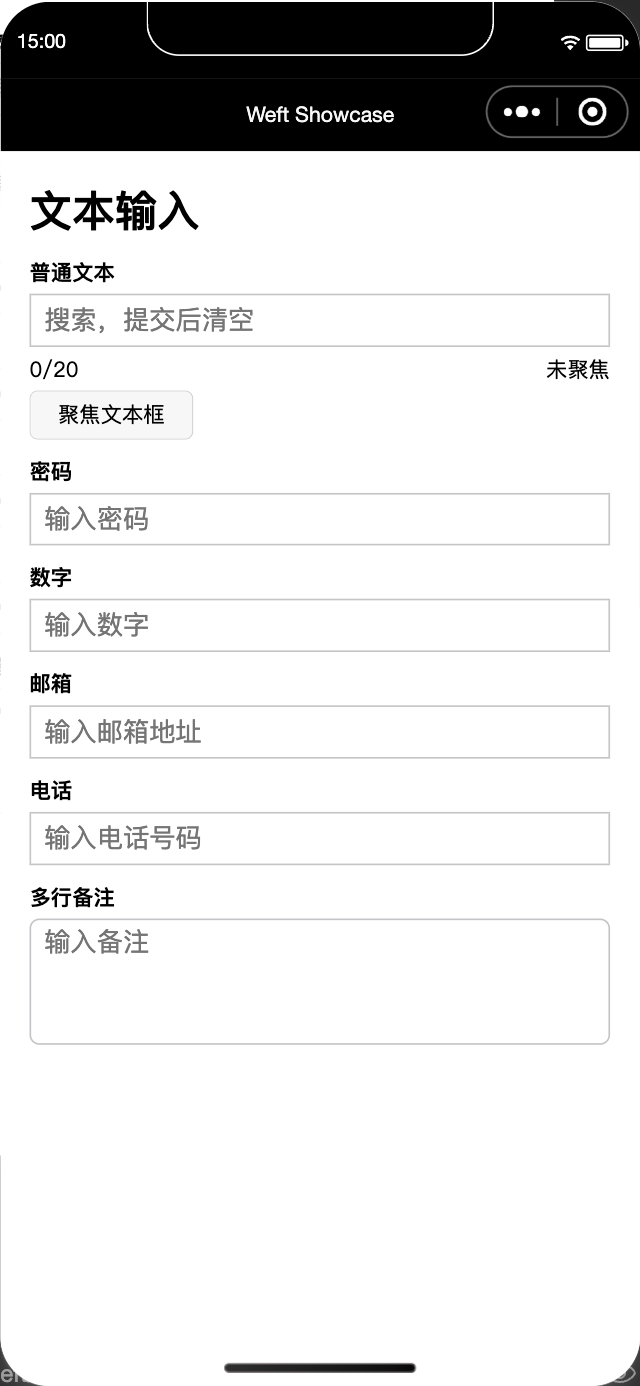 15:00
Weft Showcase
文本输入
普通文本
搜索，提交后清空
0/20
未聚焦
聚焦文本框
密码
输入密码
数字
输入数字
邮箱
输入邮箱地址
电话
输入电话号码
多行备注
输入备注